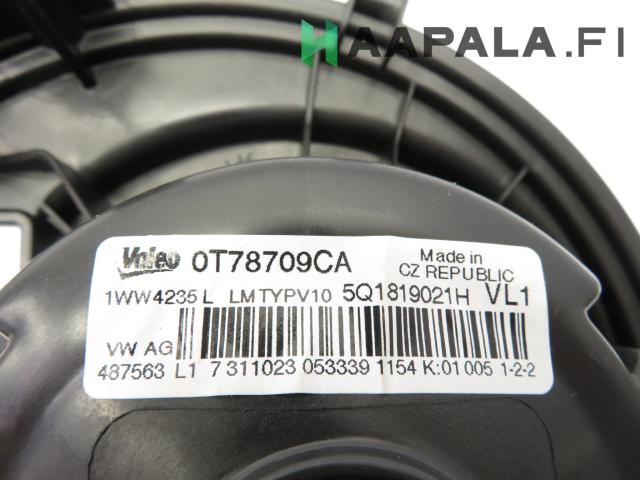 HAAPALA.FI
Valeo 0T78709CA Made in
CZ REPUBLIC
1WW4235 L LM TYPV10 5Q1819021H VL1
VW AG
487563 L1 7 311023 053339 1154 K:01 005 1-2-2